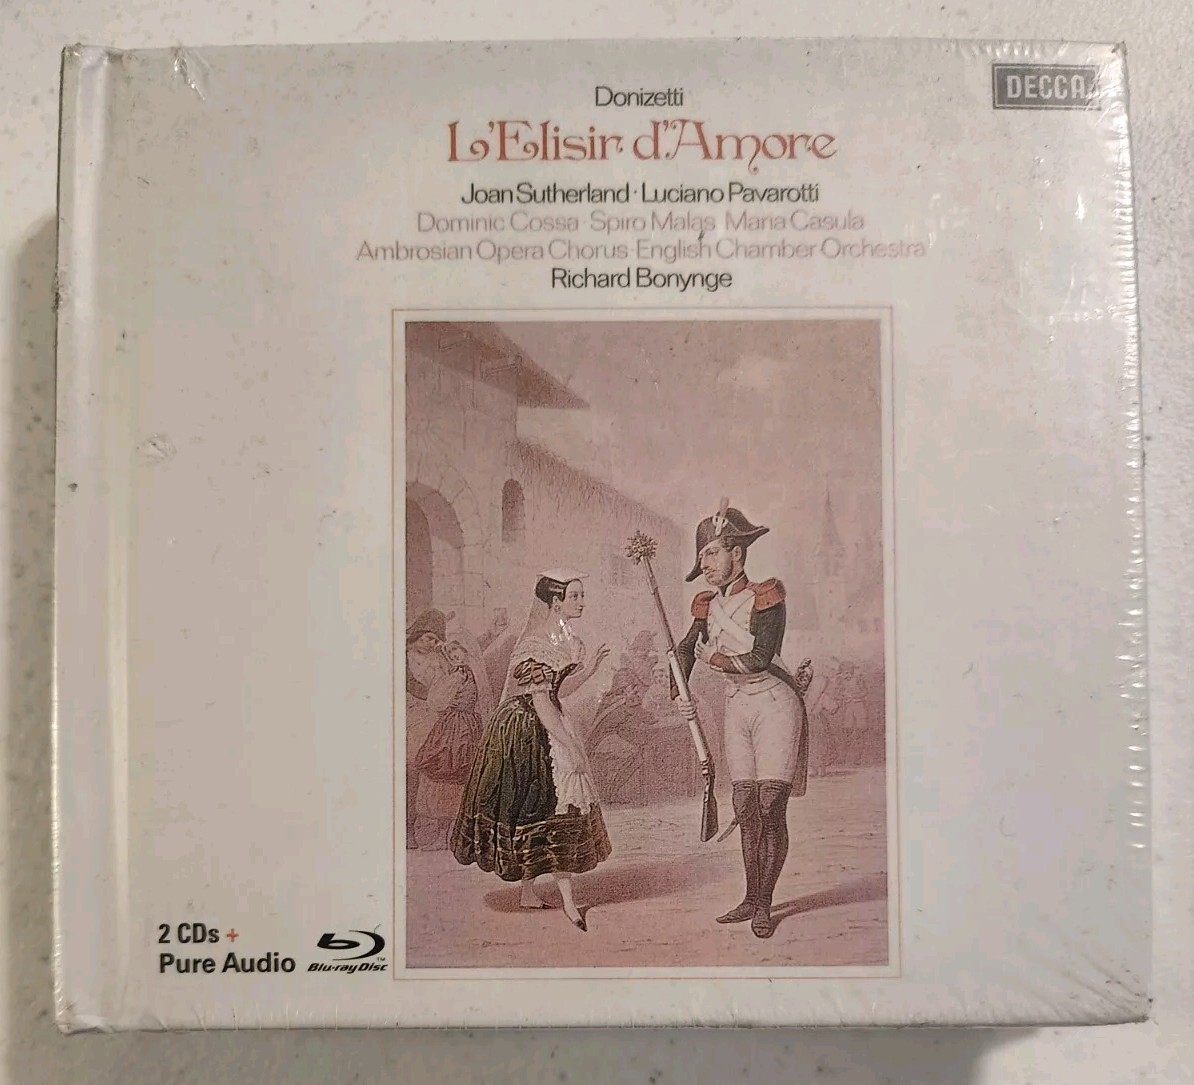 DECCA
Donizetti
L'Elisir d'Amore
Joan Sutherland · Luciano Pavarotti
Dominic Cossa · Spiro Malas Maria Casula
Ambrosian Opera Chorus · English Chamber Orchestra
Richard Bonynge
2 CDs +
Pure Audio
Blu-ray Disc™